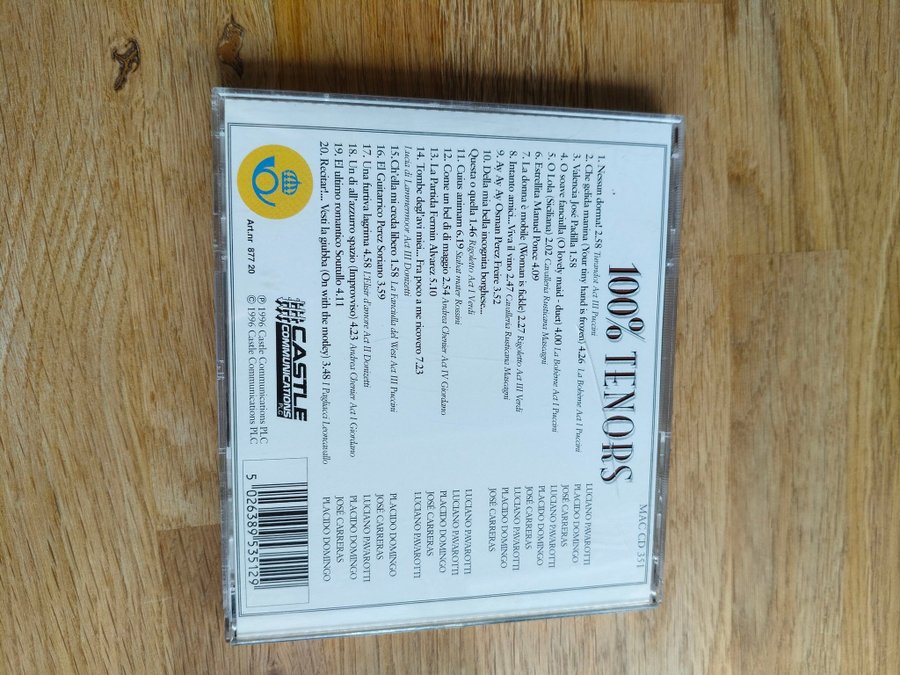 MAC CD 351
100% TENORS
1. Nessun dorma! 2.58 Turandot Act III Puccini LUCIANO PAVAROTTI
2. Che gelida manina (Your tiny hand is frozen) 4.26 La Bohème Act I Puccini PLACIDO DOMINGO
3. Valencia José Padilla 1.59 JOSÉ CARRERAS
4. O soave fanciulla (O lovely maid - duet) 4.00 La Bohème Act I Puccini LUCIANO PAVAROTTI
5. O Lola (Siciliana) 2.02 Cavalleria Rusticana Mascagni PLACIDO DOMINGO
6. Estrollita Manuel Ponce 4.09 JOSÉ CARRERAS
7. La donna è mobile (Woman is fickle) 2.27 Rigoletto Act III Verdi LUCIANO PAVAROTTI
8. Intanto amici...Viva il vino 2.47 Cavalleria Rusticana Mascagni PLACIDO DOMINGO
9. Ay Ay Ay Osman Perez Freire 3.52 JOSÉ CARRERAS
10. Della mia bella incognita borghese...
Questa o quella 1.46 Rigoletto Act I Verdi LUCIANO PAVAROTTI
11. Cuius animam 6.19 Stabat mater Rossini LUCIANO PAVAROTTI
12. Come un bel dì di maggio 2.54 Andrea Chenier Act IV Giordano PLACIDO DOMINGO
13. La Partida Fermin Alvarez 5.10 JOSÉ CARRERAS
14. Tombe degl'avi miei... Fra poco a me ricovero 7.23 LUCIANO PAVAROTTI
Lucia di Lammermoor Act III Donizetti
15. Ch'ella mi creda libero 1.58 La Fanciulla del West Act III Puccini PLACIDO DOMINGO
16. El Guitarrico Perez Soriano 3.59 JOSÉ CARRERAS
17. Una furtiva lagrima 4.58 L'Elisir d'amore Act II Donizetti LUCIANO PAVAROTTI
18. Un di all'azzurro spazio (Improvviso) 4.23 Andrea Chenier Act I Giordano PLACIDO DOMINGO
19. El ultimo romantico Soutullo 4.11 JOSÉ CARRERAS
20. Recitar!... Vesti la giubba (On with the motley) 3.48 I Pagliacci Leoncavallo PLACIDO DOMINGO
Art.nr 877 20
CASTLE
COMMUNICATIONS
PLC
℗ 1996 Castle Communications PLC
© 1996 Castle Communications PLC
5 026389 535129